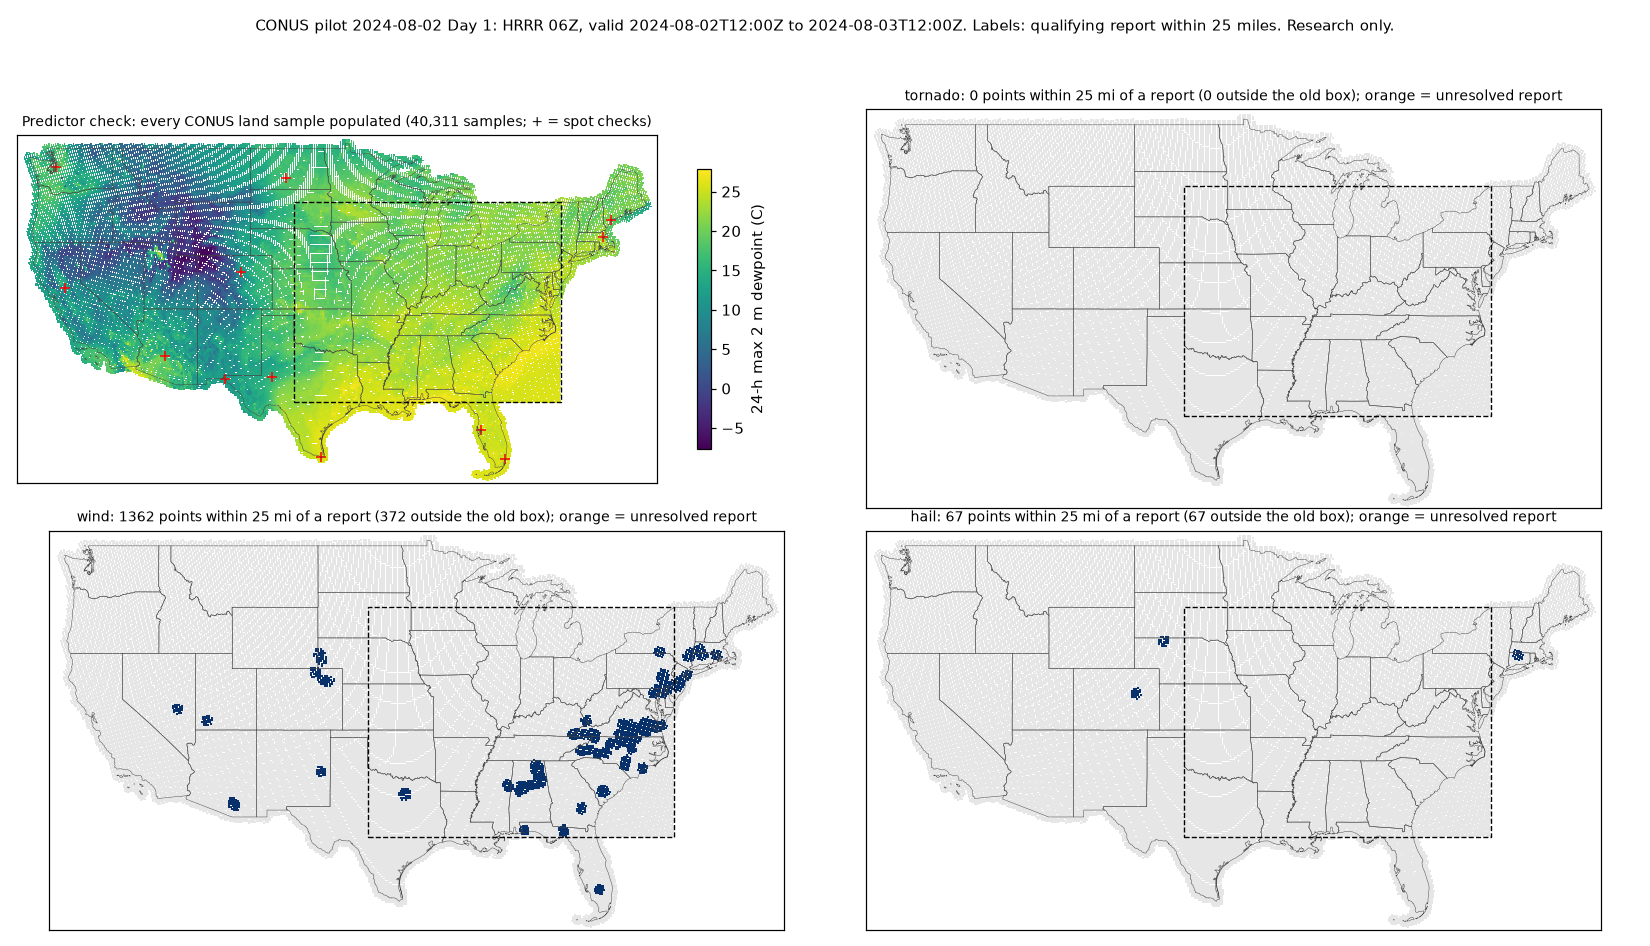 CONUS pilot 2024-08-02 Day 1: HRRR 06Z, valid 2024-08-02T12:00Z to 2024-08-03T12:00Z. Labels: qualifying report within 25 miles. Research only.
Predictor check: every CONUS land sample populated (40,311 samples; + = spot checks)
25
20
15
10
5
0
−5
24-h max 2 m dewpoint (C)
tornado: 0 points within 25 mi of a report (0 outside the old box); orange = unresolved report
wind: 1362 points within 25 mi of a report (372 outside the old box); orange = unresolved report
hail: 67 points within 25 mi of a report (67 outside the old box); orange = unresolved report